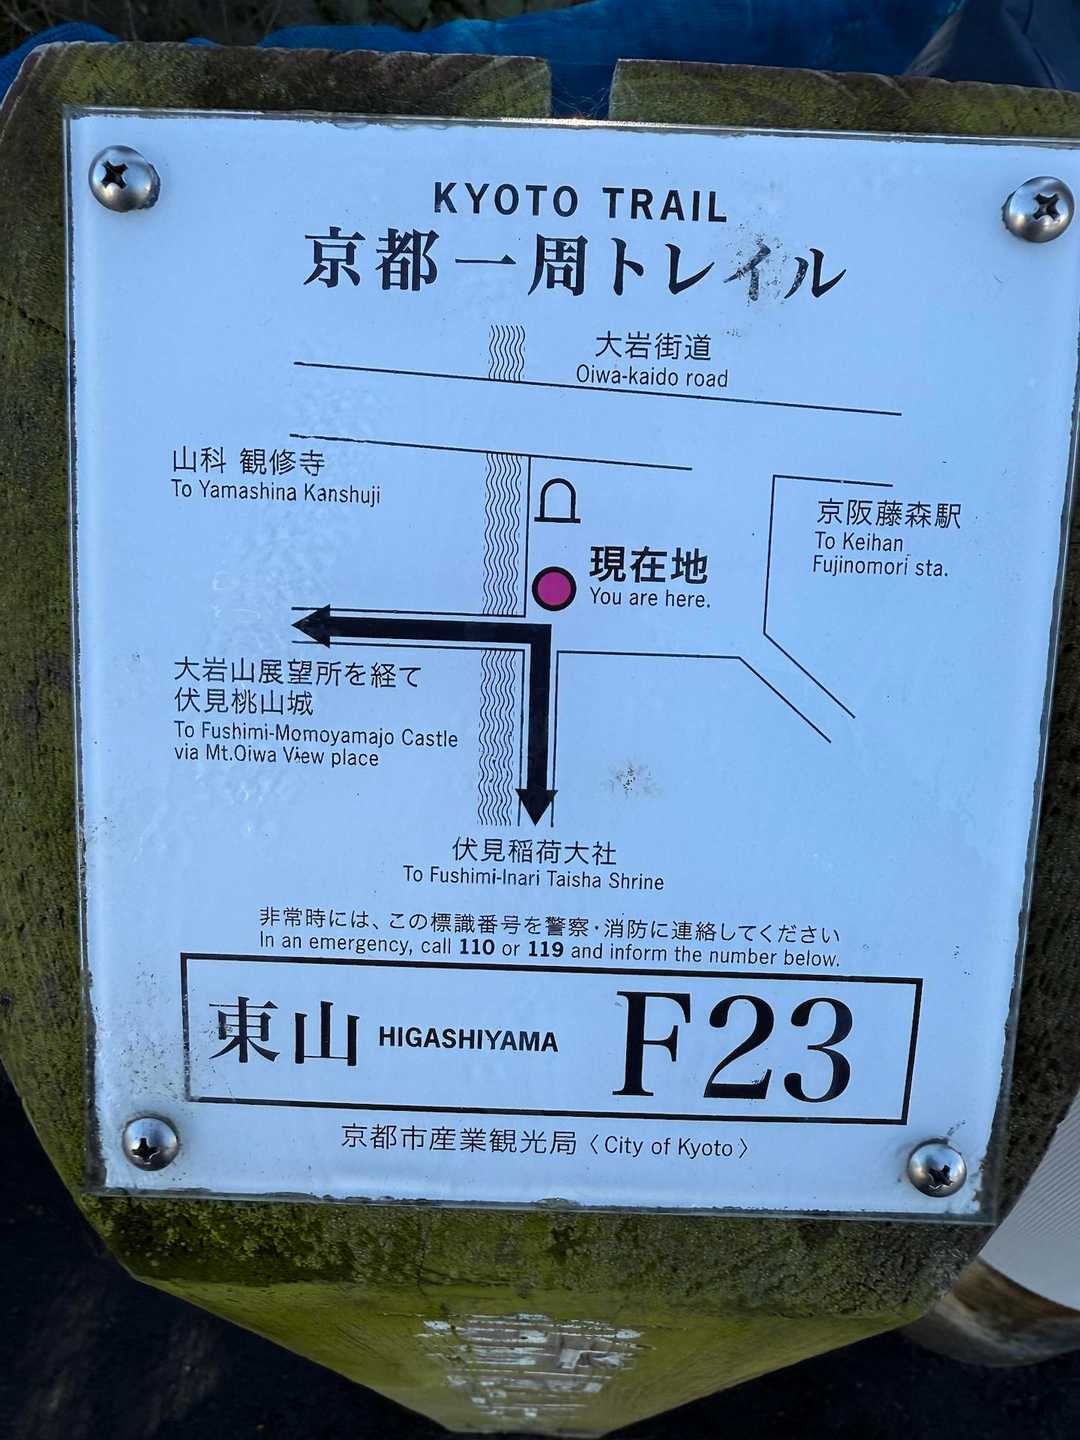 KYOTO TRAIL
京都一周トレイル
大岩街道
Oiwa-kaido road
山科 観修寺
To Yamashina Kanshuji
京阪藤森駅
To Keihan
Fujinomori sta.
現在地
You are here.
大岩山展望所を経て
伏見桃山城
To Fushimi-Momoyamajo Castle
via Mt.Oiwa View place
伏見稲荷大社
To Fushimi-Inari Taisha Shrine
非常時には、この標識番号を警察・消防に連絡してください
In an emergency, call 110 or 119 and inform the number below.
東山 HIGASHIYAMA F23
京都市産業観光局〈City of Kyoto〉